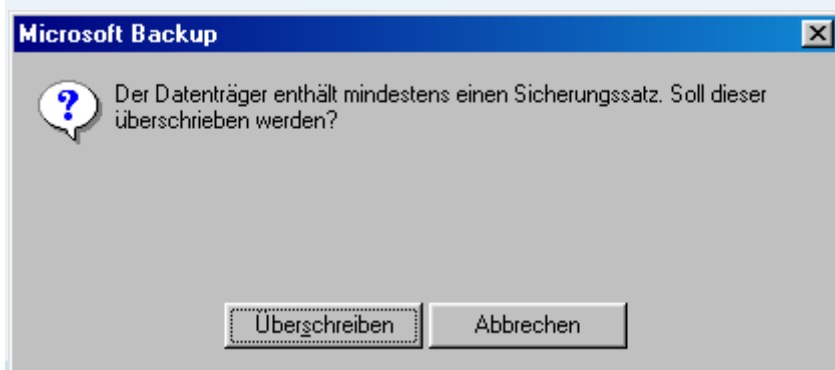 Microsoft Backup
Der Datenträger enthält mindestens einen Sicherungssatz. Soll dieser
überschrieben werden?
Überschreiben
Abbrechen